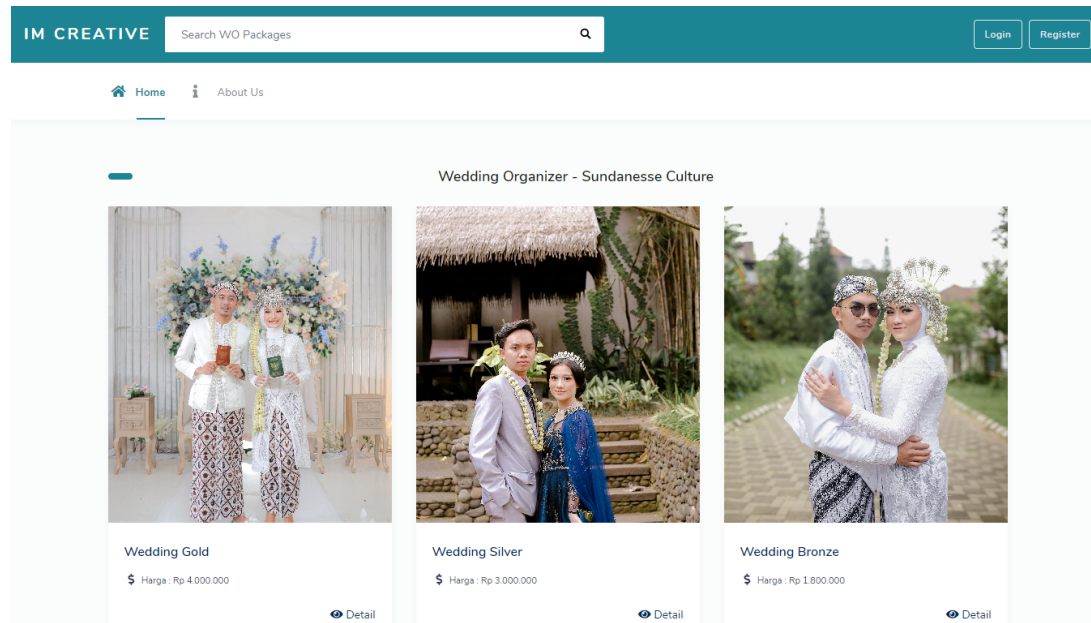 IM CREATIVE
Search WO Packages
Login
Register
Home
About Us
Wedding Organizer - Sundanesse Culture
Wedding Gold
$ Harga : Rp 4.000.000
Detail
Wedding Silver
$ Harga : Rp 3.000.000
Detail
Wedding Bronze
$ Harga : Rp 1.800.000
Detail